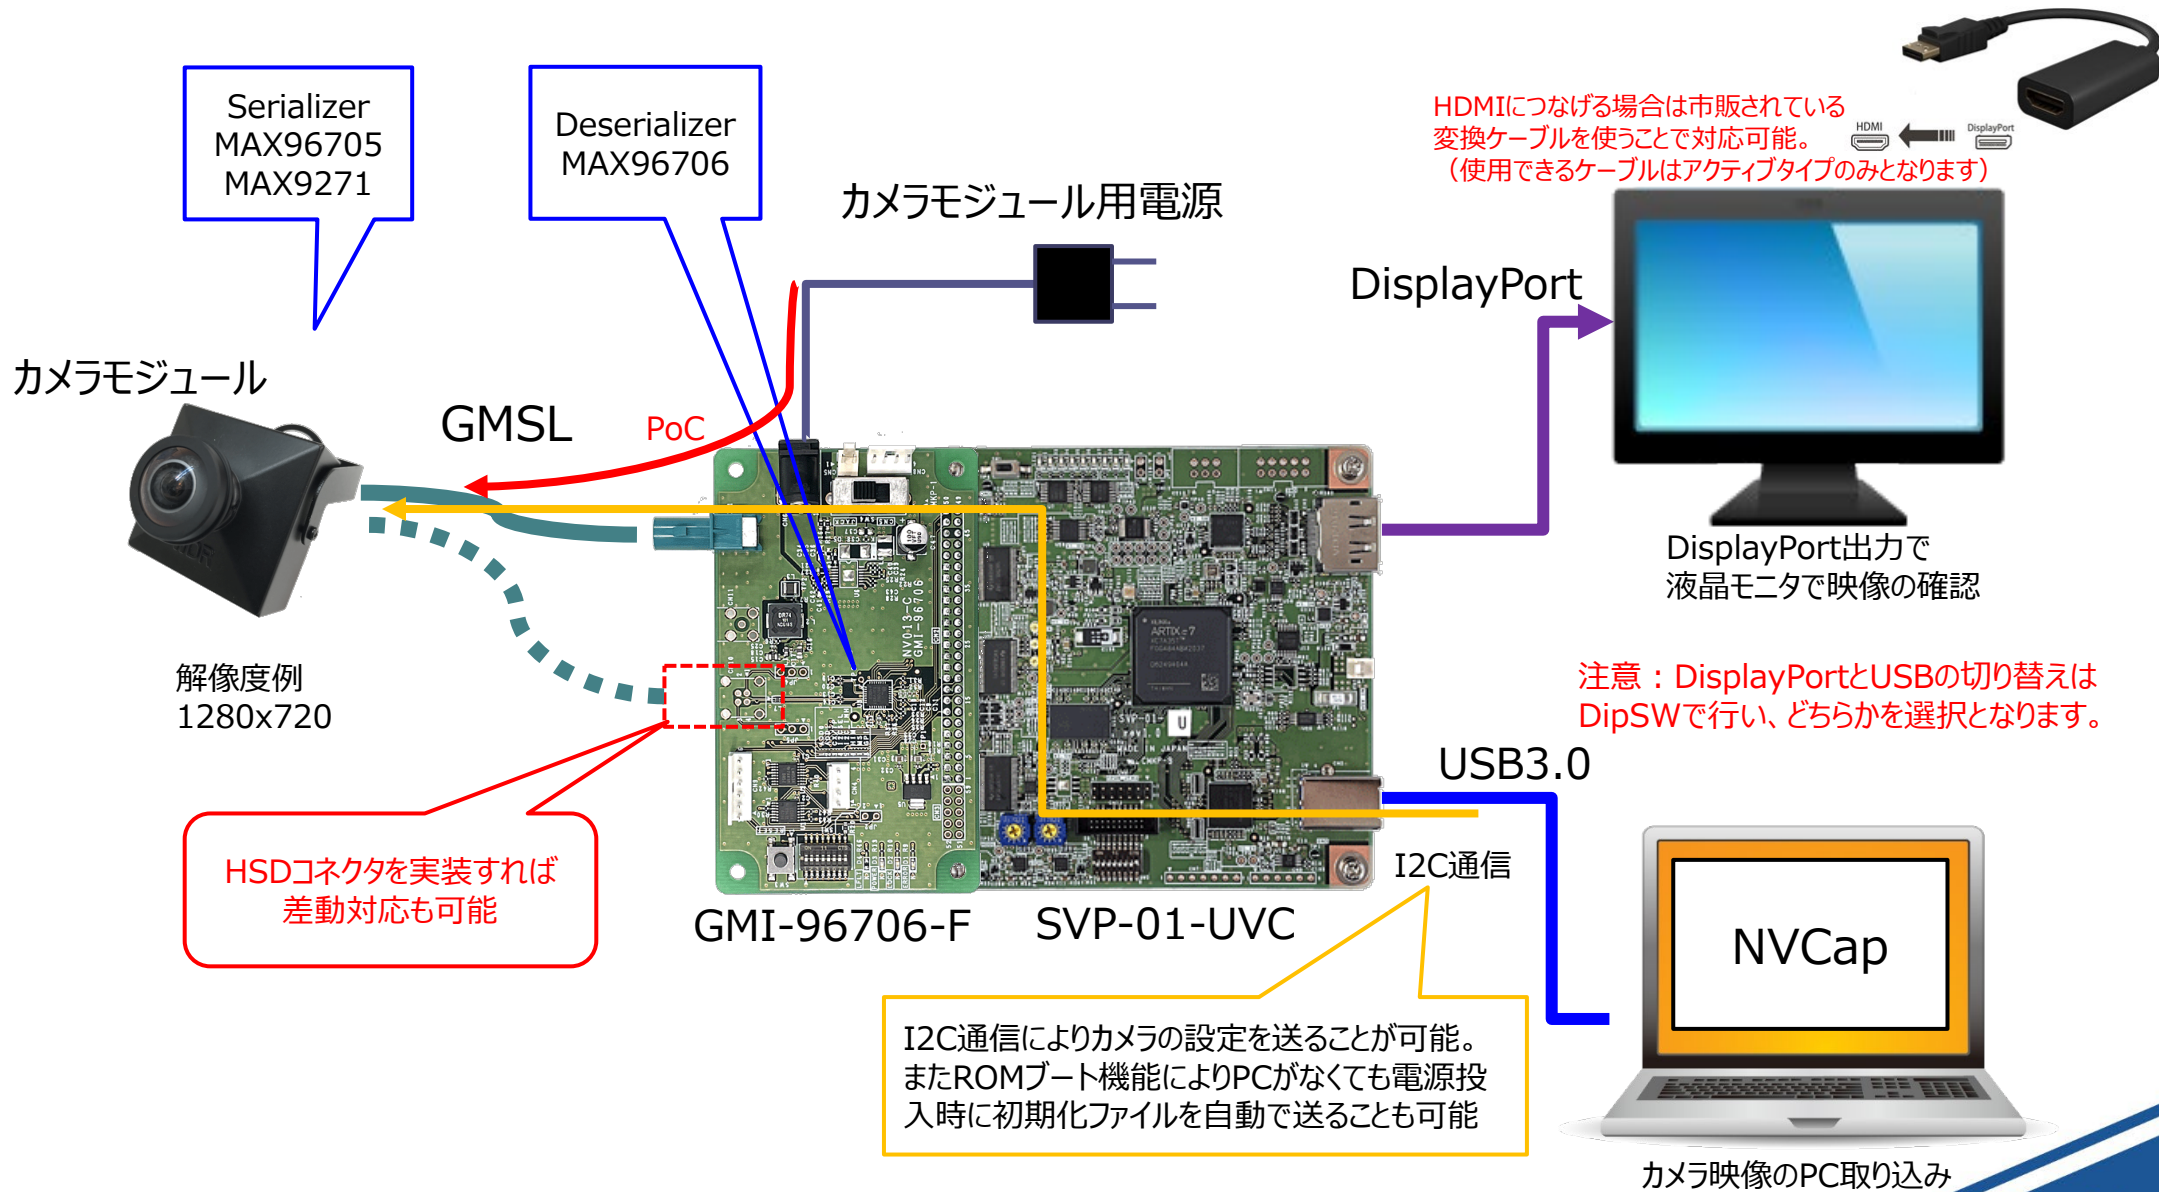 Serializer
MAX96705
MAX9271
Deserializer
MAX96706
HDMIにつなげる場合は市販されている
変換ケーブルを使うことで対応可能。
（使用できるケーブルはアクティブタイプのみとなります）
HDMI
DisplayPort
カメラモジュール用電源
DisplayPort
カメラモジュール
GMSL
PoC
DisplayPort出力で
液晶モニタで映像の確認
解像度例
1280x720
NV013-C
GMI-96706
ARTIX-7
SVP-01-U
MADE IN JAPAN
注意：DisplayPortとUSBの切り替えは
DipSWで行い、どちらかを選択となります。
USB3.0
HSDコネクタを実装すれば
差動対応も可能
I2C通信
GMI-96706-F
SVP-01-UVC
NVCap
I2C通信によりカメラの設定を送ることが可能。
またROMブート機能によりPCがなくても電源投
入時に初期化ファイルを自動で送ることも可能
カメラ映像のPC取り込み